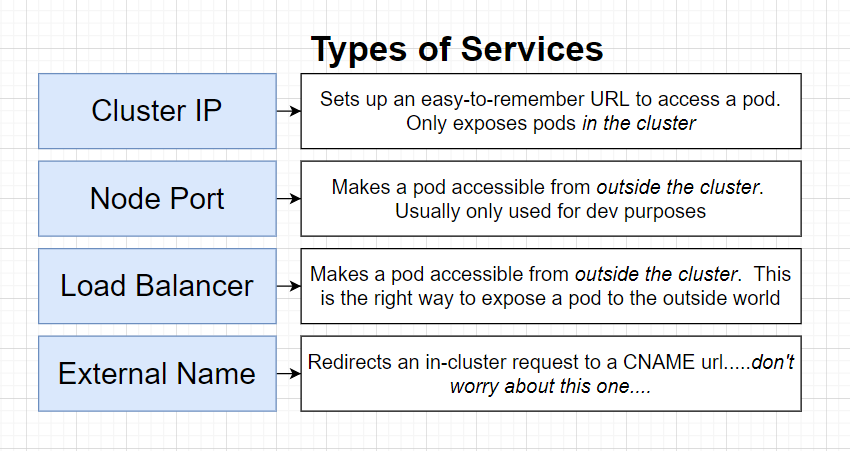 Types of Services
Cluster IP
Sets up an easy-to-remember URL to access a pod.
Only exposes pods in the cluster
Node Port
Makes a pod accessible from outside the cluster.
Usually only used for dev purposes
Load Balancer
Makes a pod accessible from outside the cluster.  This
is the right way to expose a pod to the outside world
External Name
Redirects an in-cluster request to a CNAME url.....don't
worry about this one....